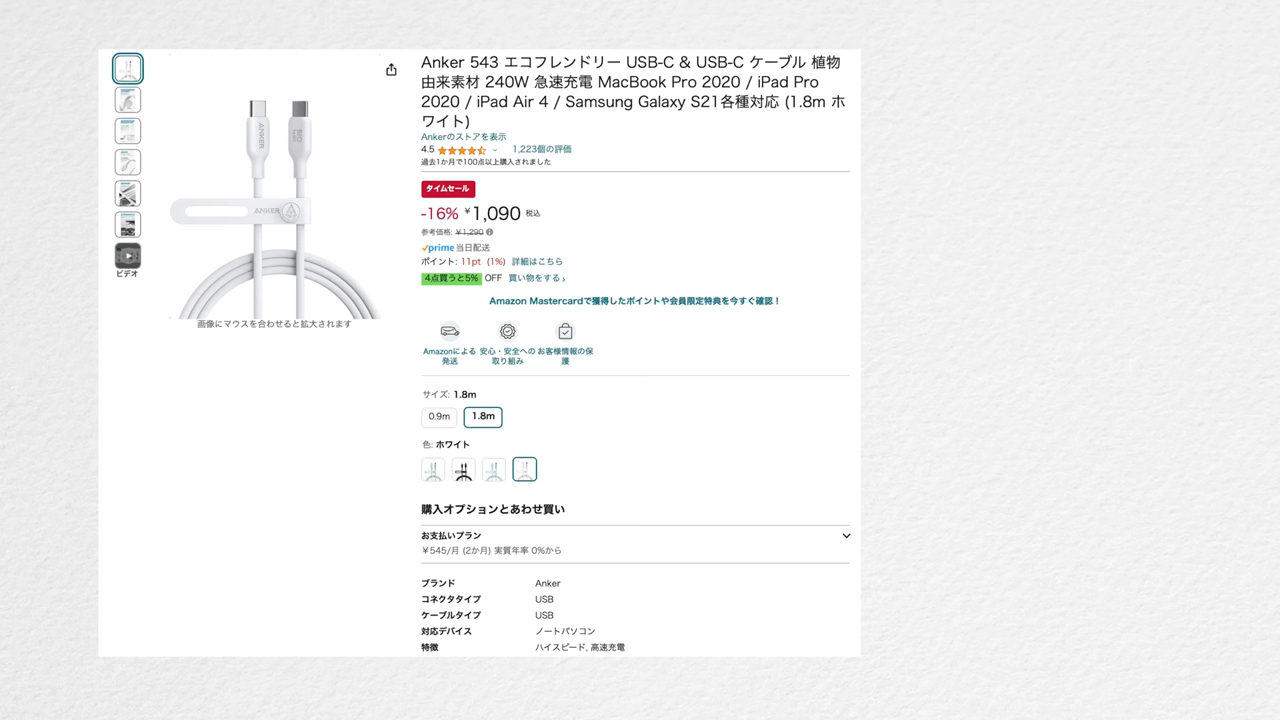 Anker 543 エコフレンドリー USB-C & USB-C ケーブル 植物
由来素材 240W 急速充電 MacBook Pro 2020 / iPad Pro
2020 / iPad Air 4 / Samsung Galaxy S21各種対応 (1.8m ホ
ワイト)
Ankerのストアを表示
4.5 1,223個の評価
過去1か月で100点以上購入されました
タイムセール
-16% ¥1,090 税込
参考価格: ¥1,290
prime 当日配送
ポイント: 11pt (1%) 詳細はこちら
4点買うと5% OFF 買い物をする ›
Amazon Mastercardで獲得したポイントや会員限定特典を今すぐ確認！
Amazonによる
発送
安心・安全への
取り組み
お客様情報の保
護
サイズ: 1.8m
0.9m 1.8m
色: ホワイト
購入オプションとあわせ買い
お支払いプラン
¥545/月 (2か月) 実質年率 0%から
ブランド Anker
コネクタタイプ USB
ケーブルタイプ USB
対応デバイス ノートパソコン
特徴 ハイスピード, 高速充電
ANKER
ANKER
ビデオ
画像にマウスを合わせると拡大されます